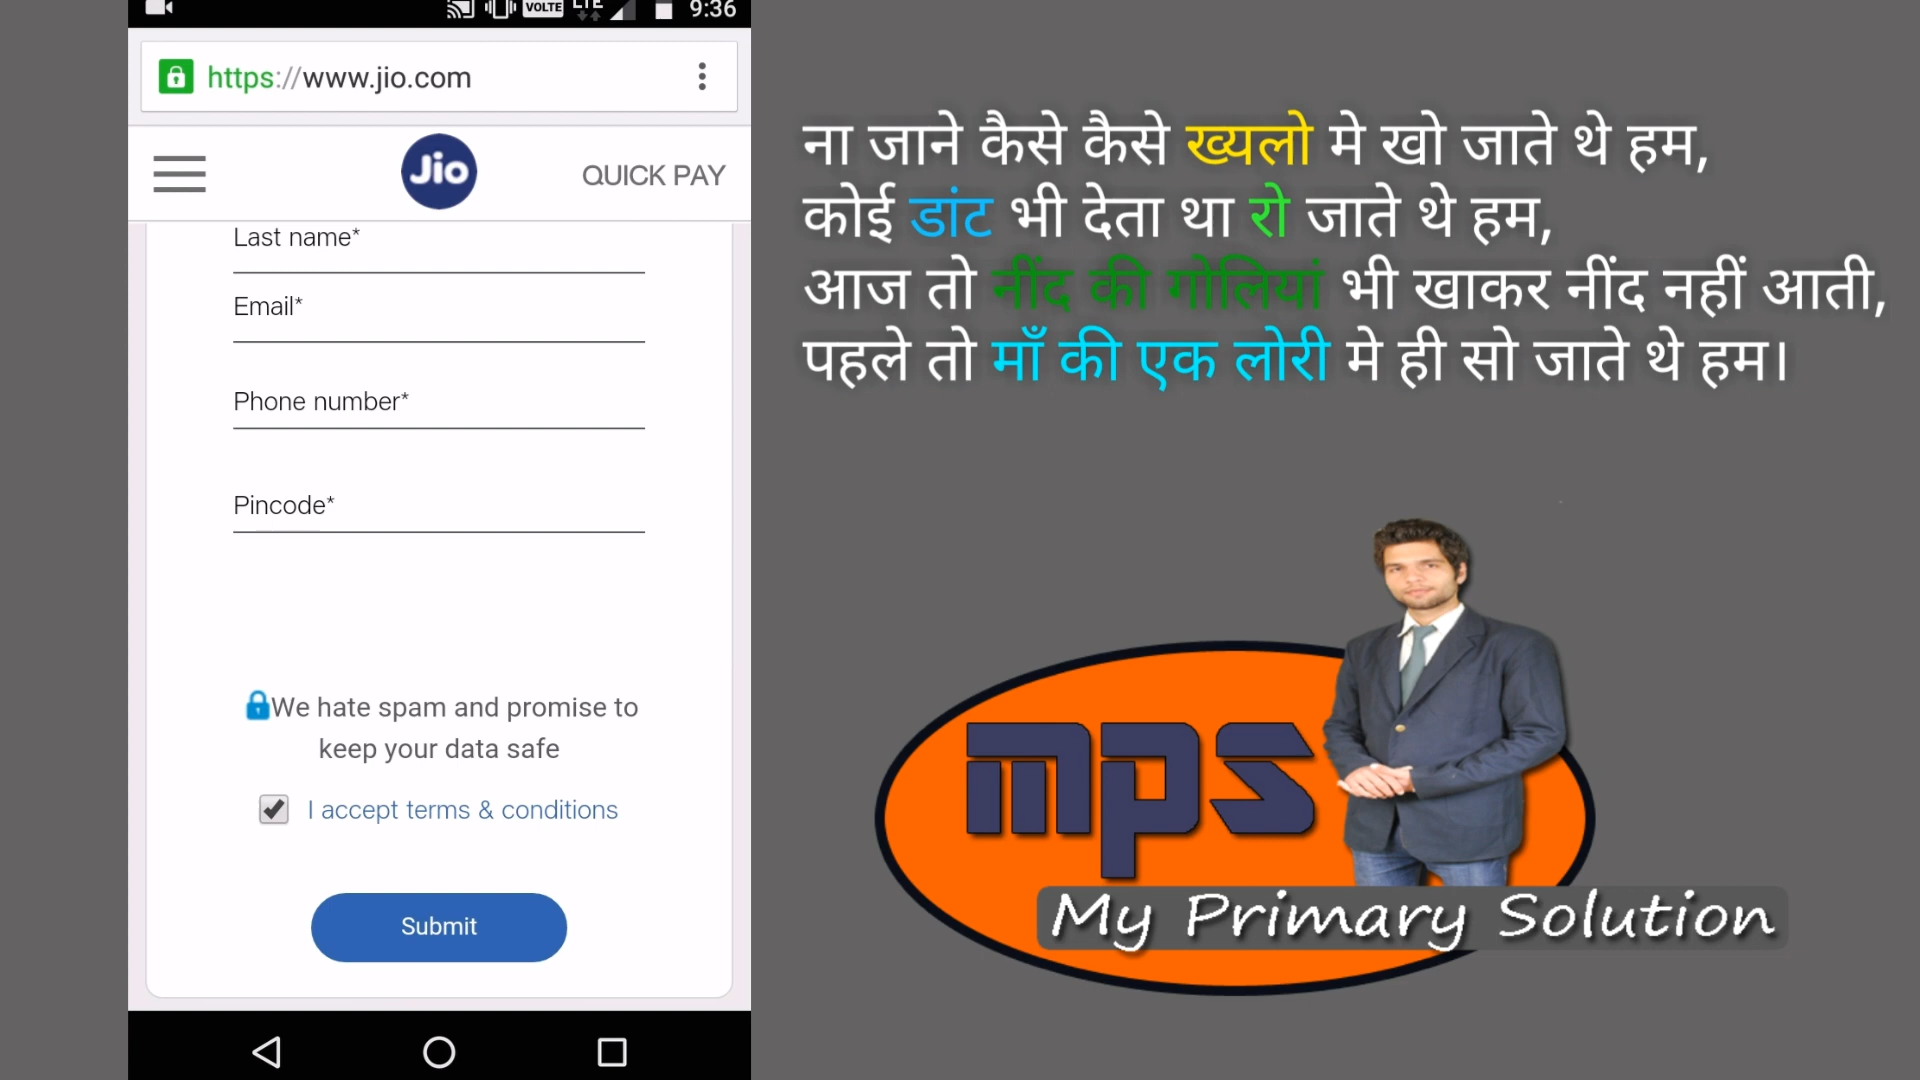 VOLTE LTE 9:36
https://www.jio.com
Jio QUICK PAY
Last name*
Email*
Phone number*
Pincode*
We hate spam and promise to
keep your data safe
I accept terms & conditions
Submit
ना जाने कैसे कैसे ख्यलो मे खो जाते थे हम,
कोई डांट भी देता था रो जाते थे हम,
आज तो नींद की गोलियां भी खाकर नींद नहीं आती,
पहले तो माँ की एक लोरी मे ही सो जाते थे हम।
mps
My Primary Solution